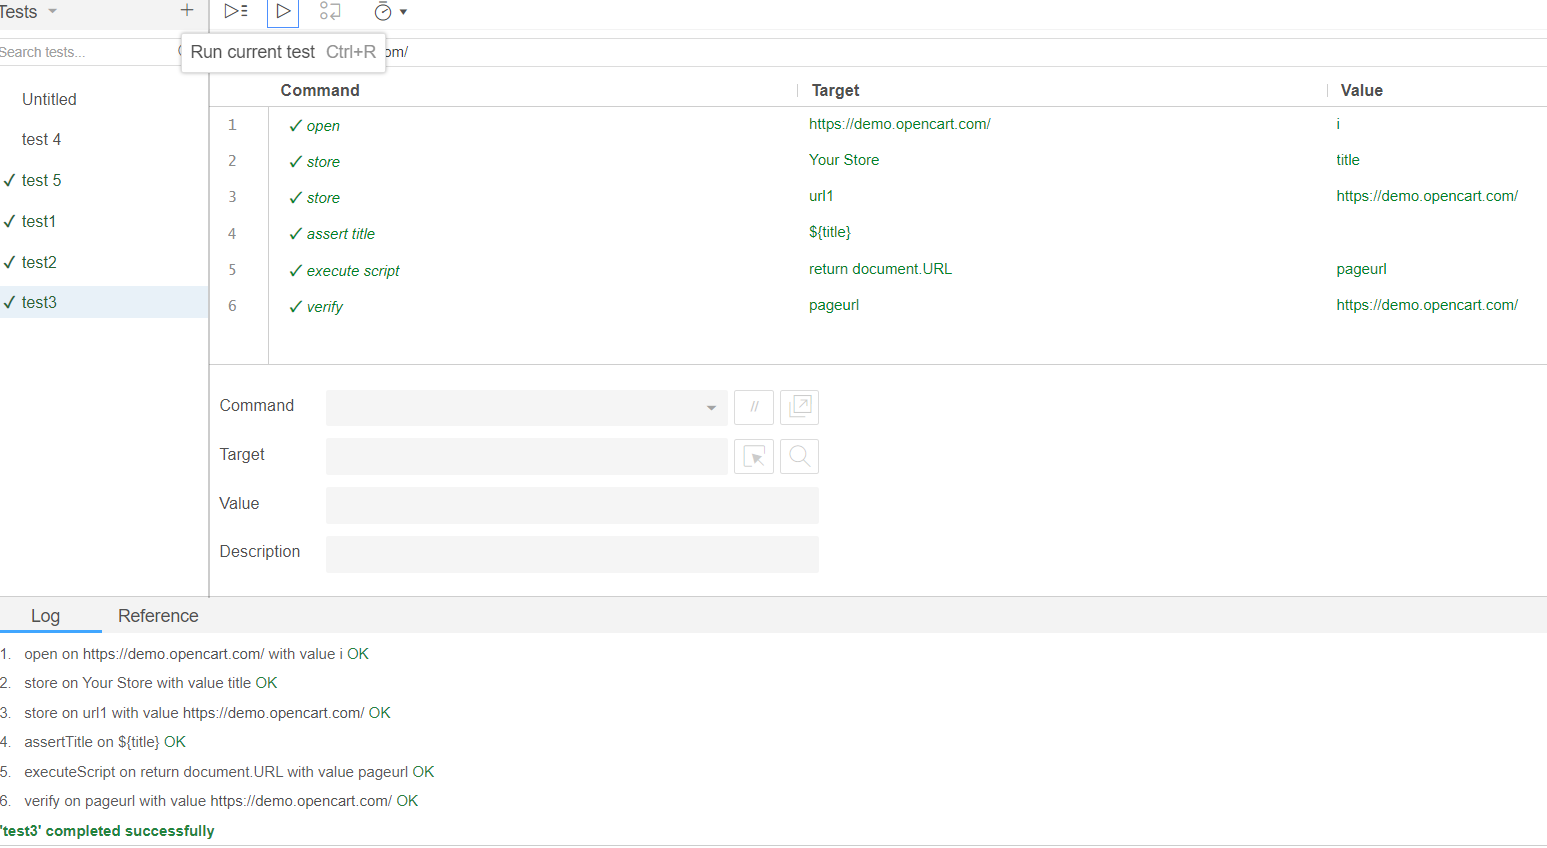 Tests
Search tests...
Run current test Ctrl+R
om/
Untitled
test 4
✓ test 5
✓ test1
✓ test2
✓ test3
Command Target Value
1 ✓ open https://demo.opencart.com/ i
2 ✓ store Your Store title
3 ✓ store url1 https://demo.opencart.com/
4 ✓ assert title ${title}
5 ✓ execute script return document.URL pageurl
6 ✓ verify pageurl https://demo.opencart.com/
Command //
Target
Value
Description
Log Reference
1. open on https://demo.opencart.com/ with value i OK
2. store on Your Store with value title OK
3. store on url1 with value https://demo.opencart.com/ OK
4. assertTitle on ${title} OK
5. executeScript on return document.URL with value pageurl OK
6. verify on pageurl with value https://demo.opencart.com/ OK
'test3' completed successfully